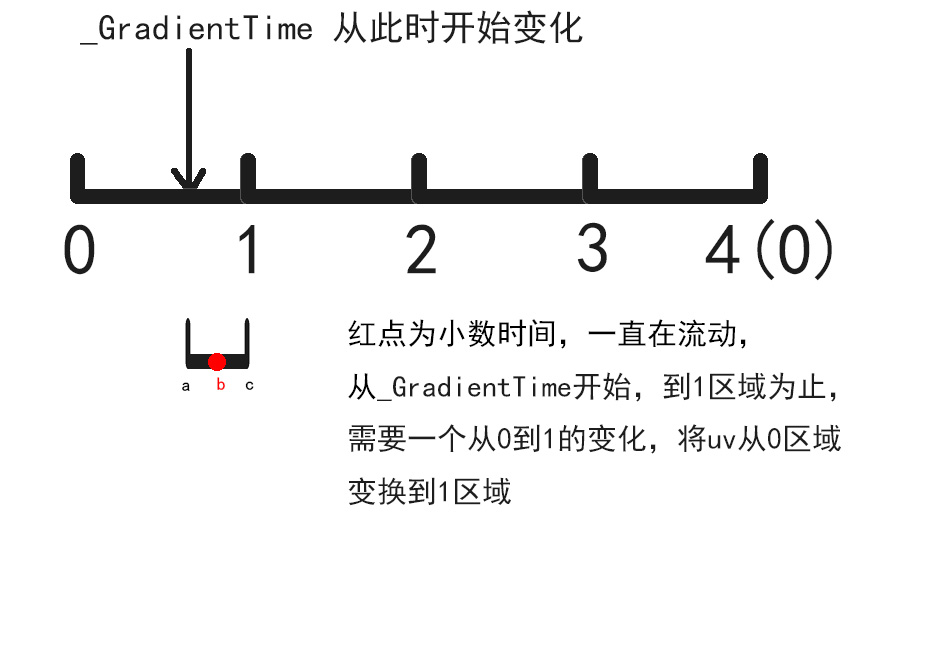 _GradientTime 从此时开始变化
0 1 2 3 4(0)
a b c
红点为小数时间，一直在流动，
从_GradientTime开始，到1区域为止，
需要一个从0到1的变化，将uv从0区域
变换到1区域